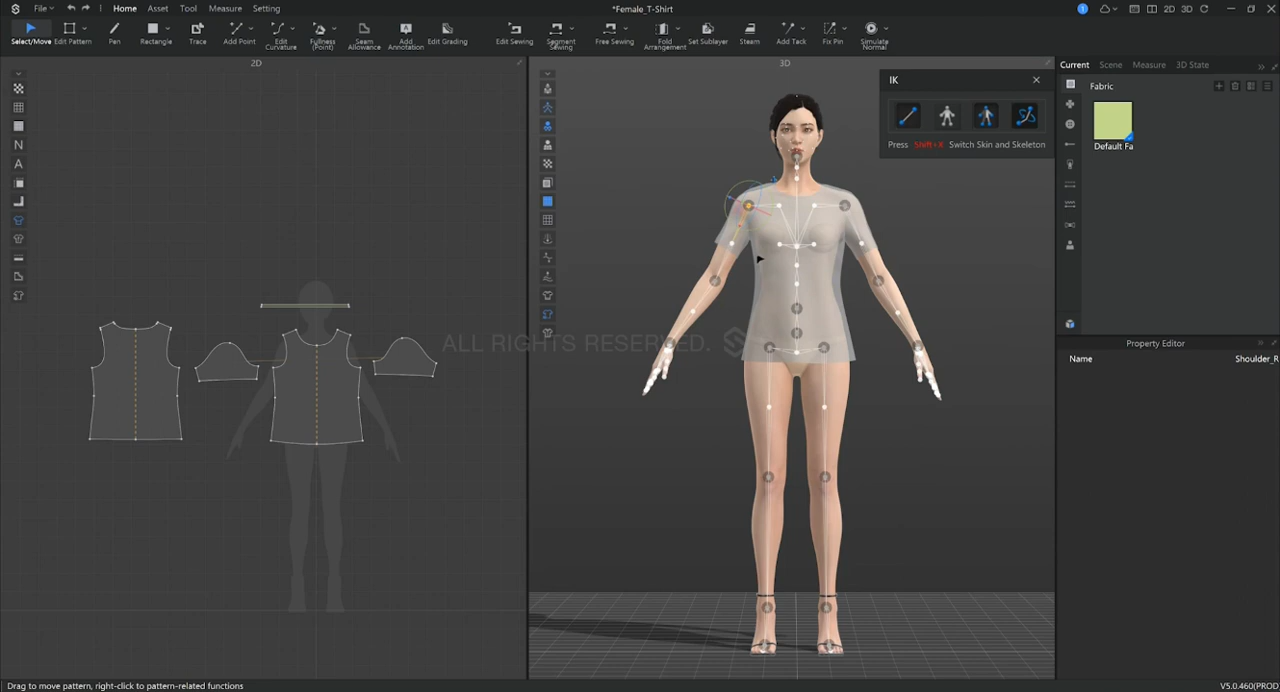 File
Home
Asset
Tool
Measure
Setting
*Female_T-Shirt
1
2D
3D
Select/Move
Edit Pattern
Pen
Rectangle
Trace
Add Point
Edit
Curvature
Fullness
(Point)
Seam
Allowance
Add
Annotation
Edit Grading
Edit Sewing
Segment
Sewing
Free Sewing
Fold
Arrangement
Set Sublayer
Steam
Add Tack
Fix Pin
Simulate
Normal
2D
3D
N
A
IK
Press Shift+X Switch Skin and Skeleton
Current
Scene
Measure
3D State
Fabric
Default Fa
ALL RIGHTS RESERVED.
Property Editor
Name
Shoulder_R
Drag to move pattern, right-click to pattern-related functions
V5.0.460(PROD